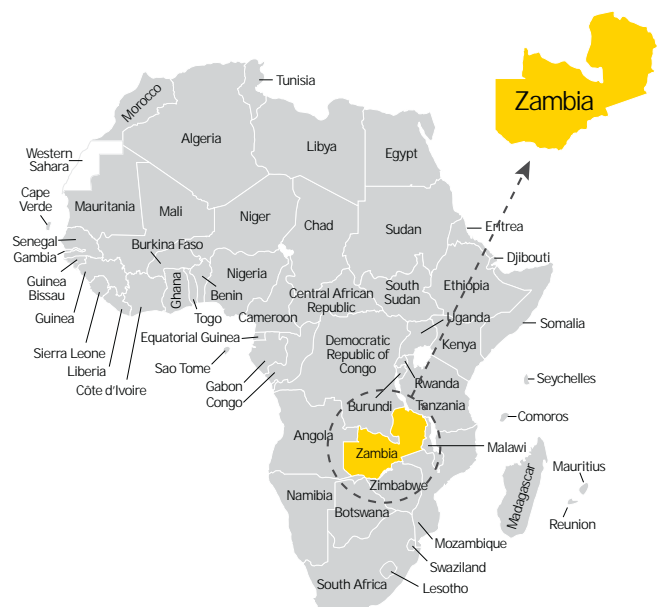 Zambia
Tunisia
Morocco
Algeria
Libya
Egypt
Western
Sahara
Cape
Verde
Mauritania
Mali
Niger
Chad
Sudan
Eritrea
Senegal
Gambia
Burkina Faso
Djibouti
Guinea
Bissau
Ghana
Nigeria
Benin
Central African
Republic
South
Sudan
Ethiopia
Guinea
Togo
Cameroon
Uganda
Somalia
Sierra Leone
Liberia
Côte d'Ivoire
Equatorial Guinea
Sao Tome
Democratic
Republic of
Congo
Kenya
Gabon
Congo
Rwanda
Seychelles
Burundi
Tanzania
Comoros
Angola
Zambia
Malawi
Mauritius
Madagascar
Zimbabwe
Namibia
Botswana
Reunion
Mozambique
Swaziland
South Africa
Lesotho